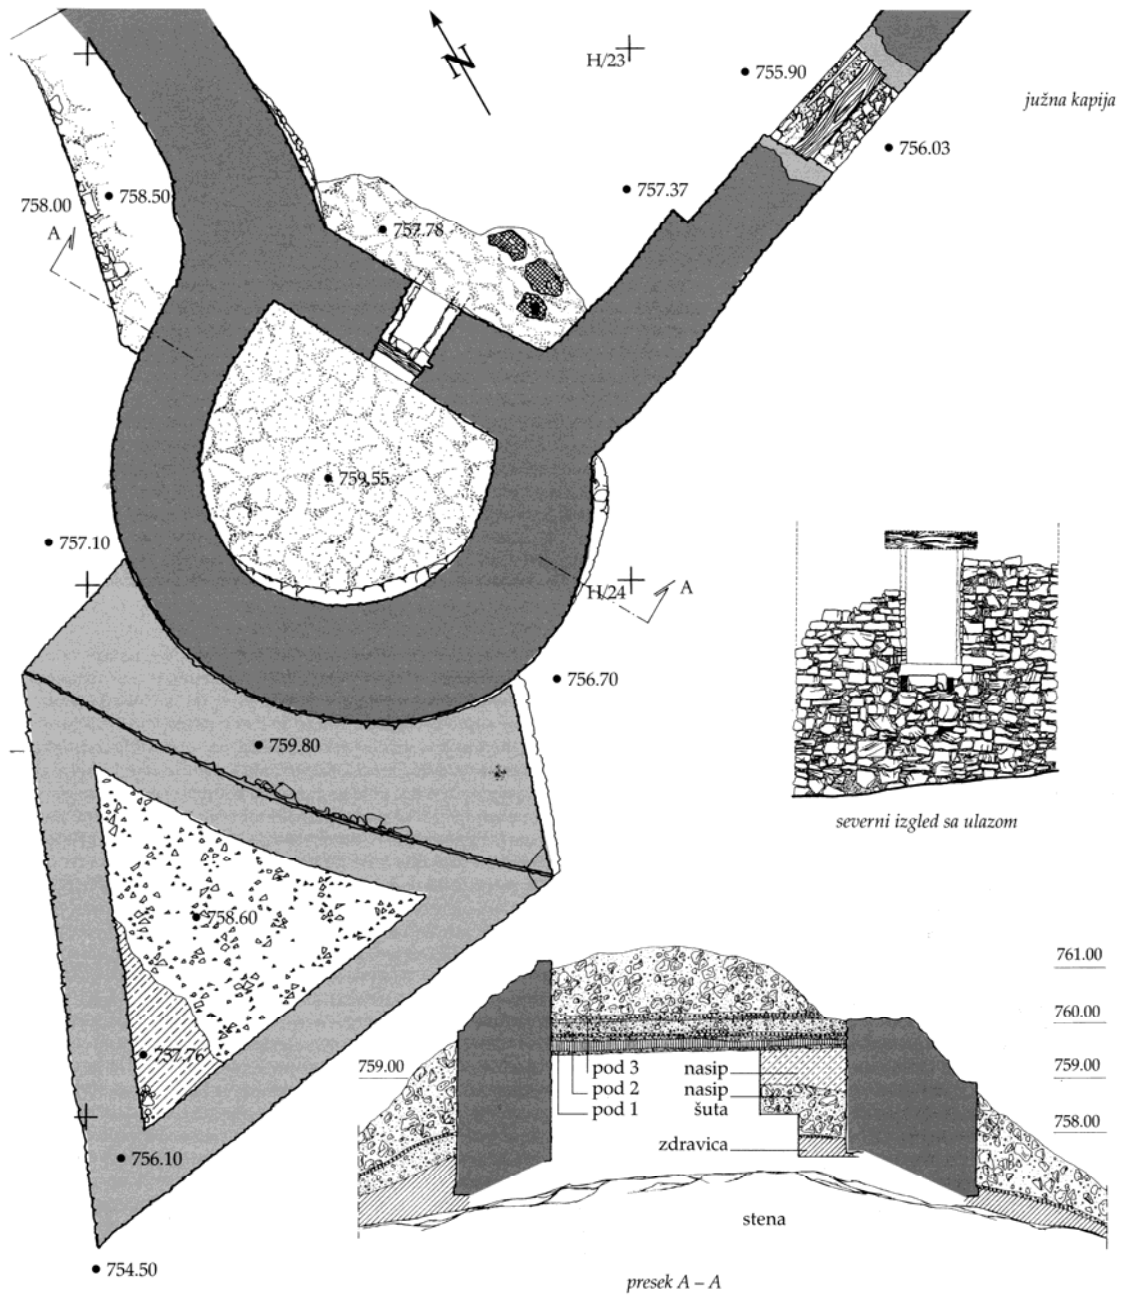 N
H/23
755.90
južna kapija
756.03
758.50
757.37
758.00
A
757.78
759.55
757.10
H/24
A
756.70
759.80
severni izgled sa ulazom
758.60
761.00
760.00
757.76
759.00
pod 3
nasip
759.00
pod 2
nasip
pod 1
šuta
758.00
zdravica
756.10
stena
754.50
presek A – A